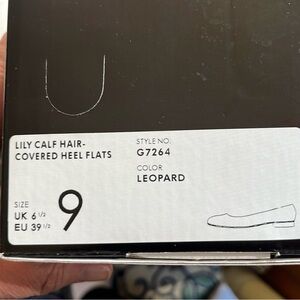 LILY CALF HAIR-
COVERED HEEL FLATS
STYLE NO.
G7264
COLOR
LEOPARD
SIZE
UK 6 1/2
EU 39 1/2
9